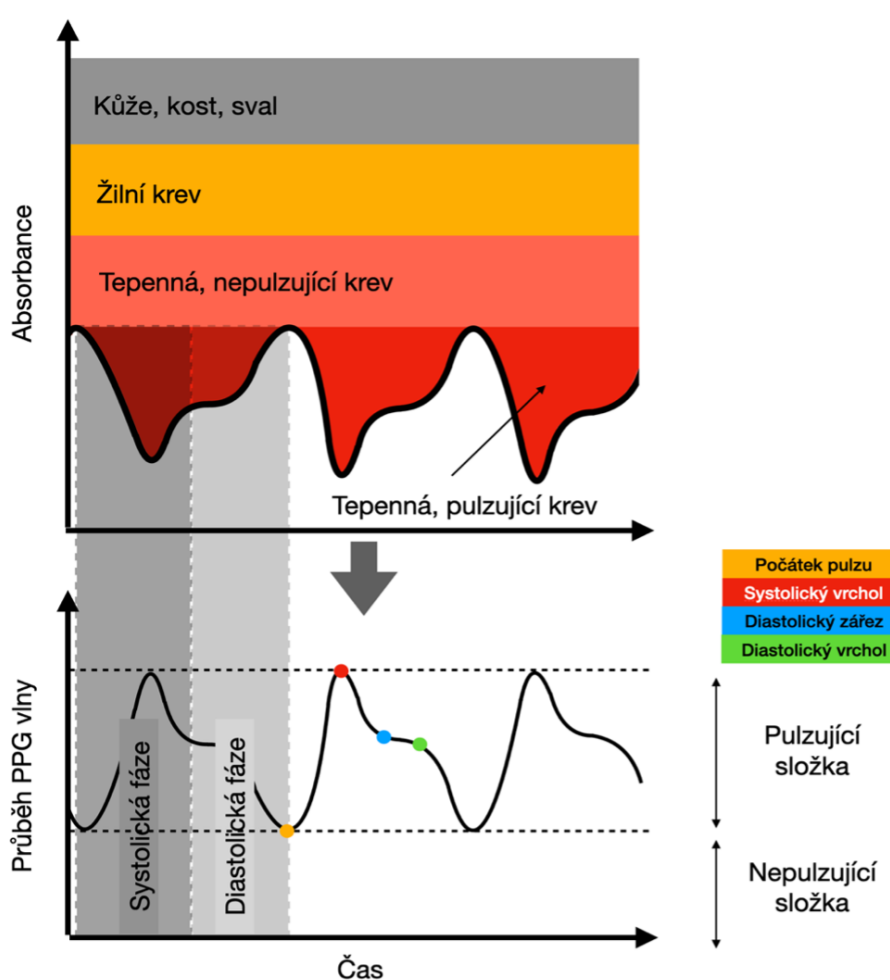 Absorbance
Kůže, kost, sval
Žilní krev
Tepenná, nepulzující krev
Tepenná, pulzující krev
Počátek pulzu
Systolický vrchol
Diastolický zářez
Diastolický vrchol
Průběh PPG vlny
Systolická fáze
Diastolická fáze
Pulzující
složka
Nepulzující
složka
Čas